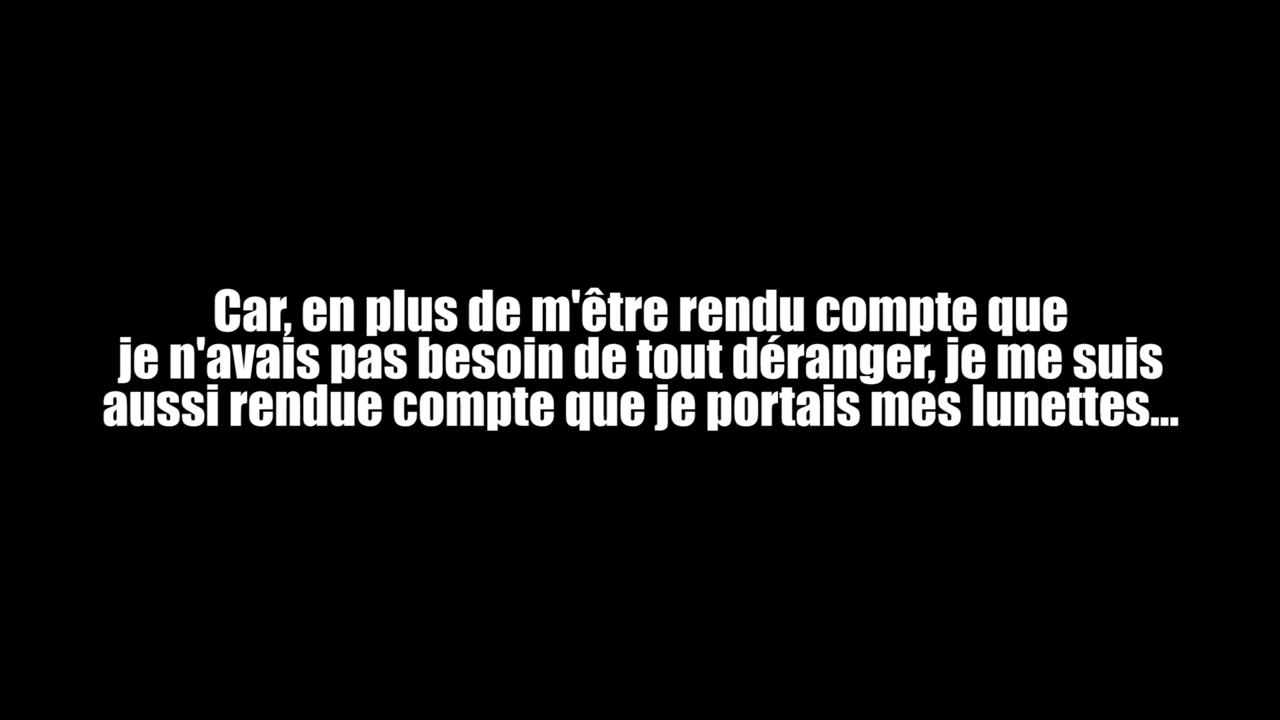 Car, en plus de m'être rendu compte que
je n'avais pas besoin de tout déranger, je me suis
aussi rendue compte que je portais mes lunettes...